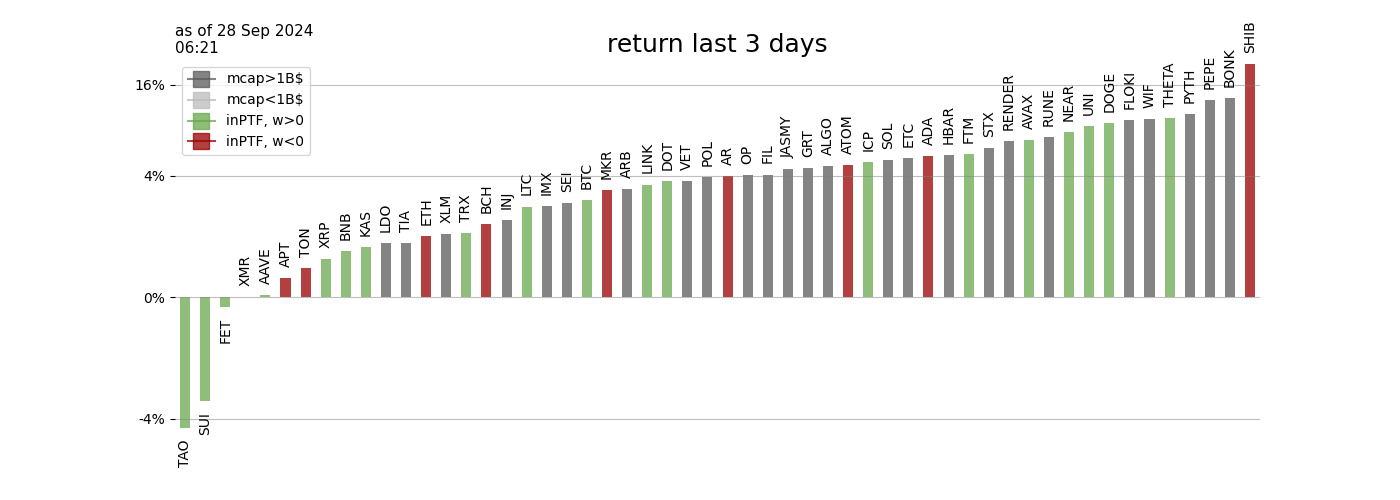 as of 28 Sep 2024
06:21
return last 3 days
mcap>1B$
mcap<1B$
inPTF, w>0
inPTF, w<0
16%
4%
0%
-4%
TAO
SUI
FET
XMR
AAVE
APT
TON
XRP
BNB
KAS
LDO
TIA
ETH
XLM
TRX
BCH
INJ
LTC
IMX
SEI
BTC
MKR
ARB
LINK
DOT
VET
POL
AR
OP
FIL
JASMY
GRT
ALGO
ATOM
ICP
SOL
ETC
ADA
HBAR
FTM
STX
RENDER
AVAX
RUNE
NEAR
UNI
DOGE
FLOKI
WIF
THETA
PYTH
PEPE
BONK
SHIB